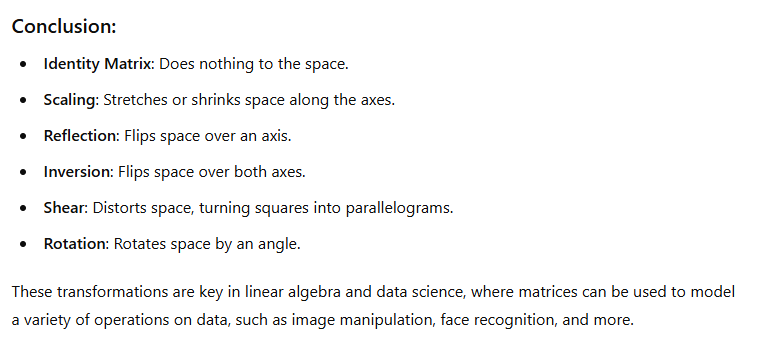 Conclusion:
• Identity Matrix: Does nothing to the space.
• Scaling: Stretches or shrinks space along the axes.
• Reflection: Flips space over an axis.
• Inversion: Flips space over both axes.
• Shear: Distorts space, turning squares into parallelograms.
• Rotation: Rotates space by an angle.
These transformations are key in linear algebra and data science, where matrices can be used to model
a variety of operations on data, such as image manipulation, face recognition, and more.